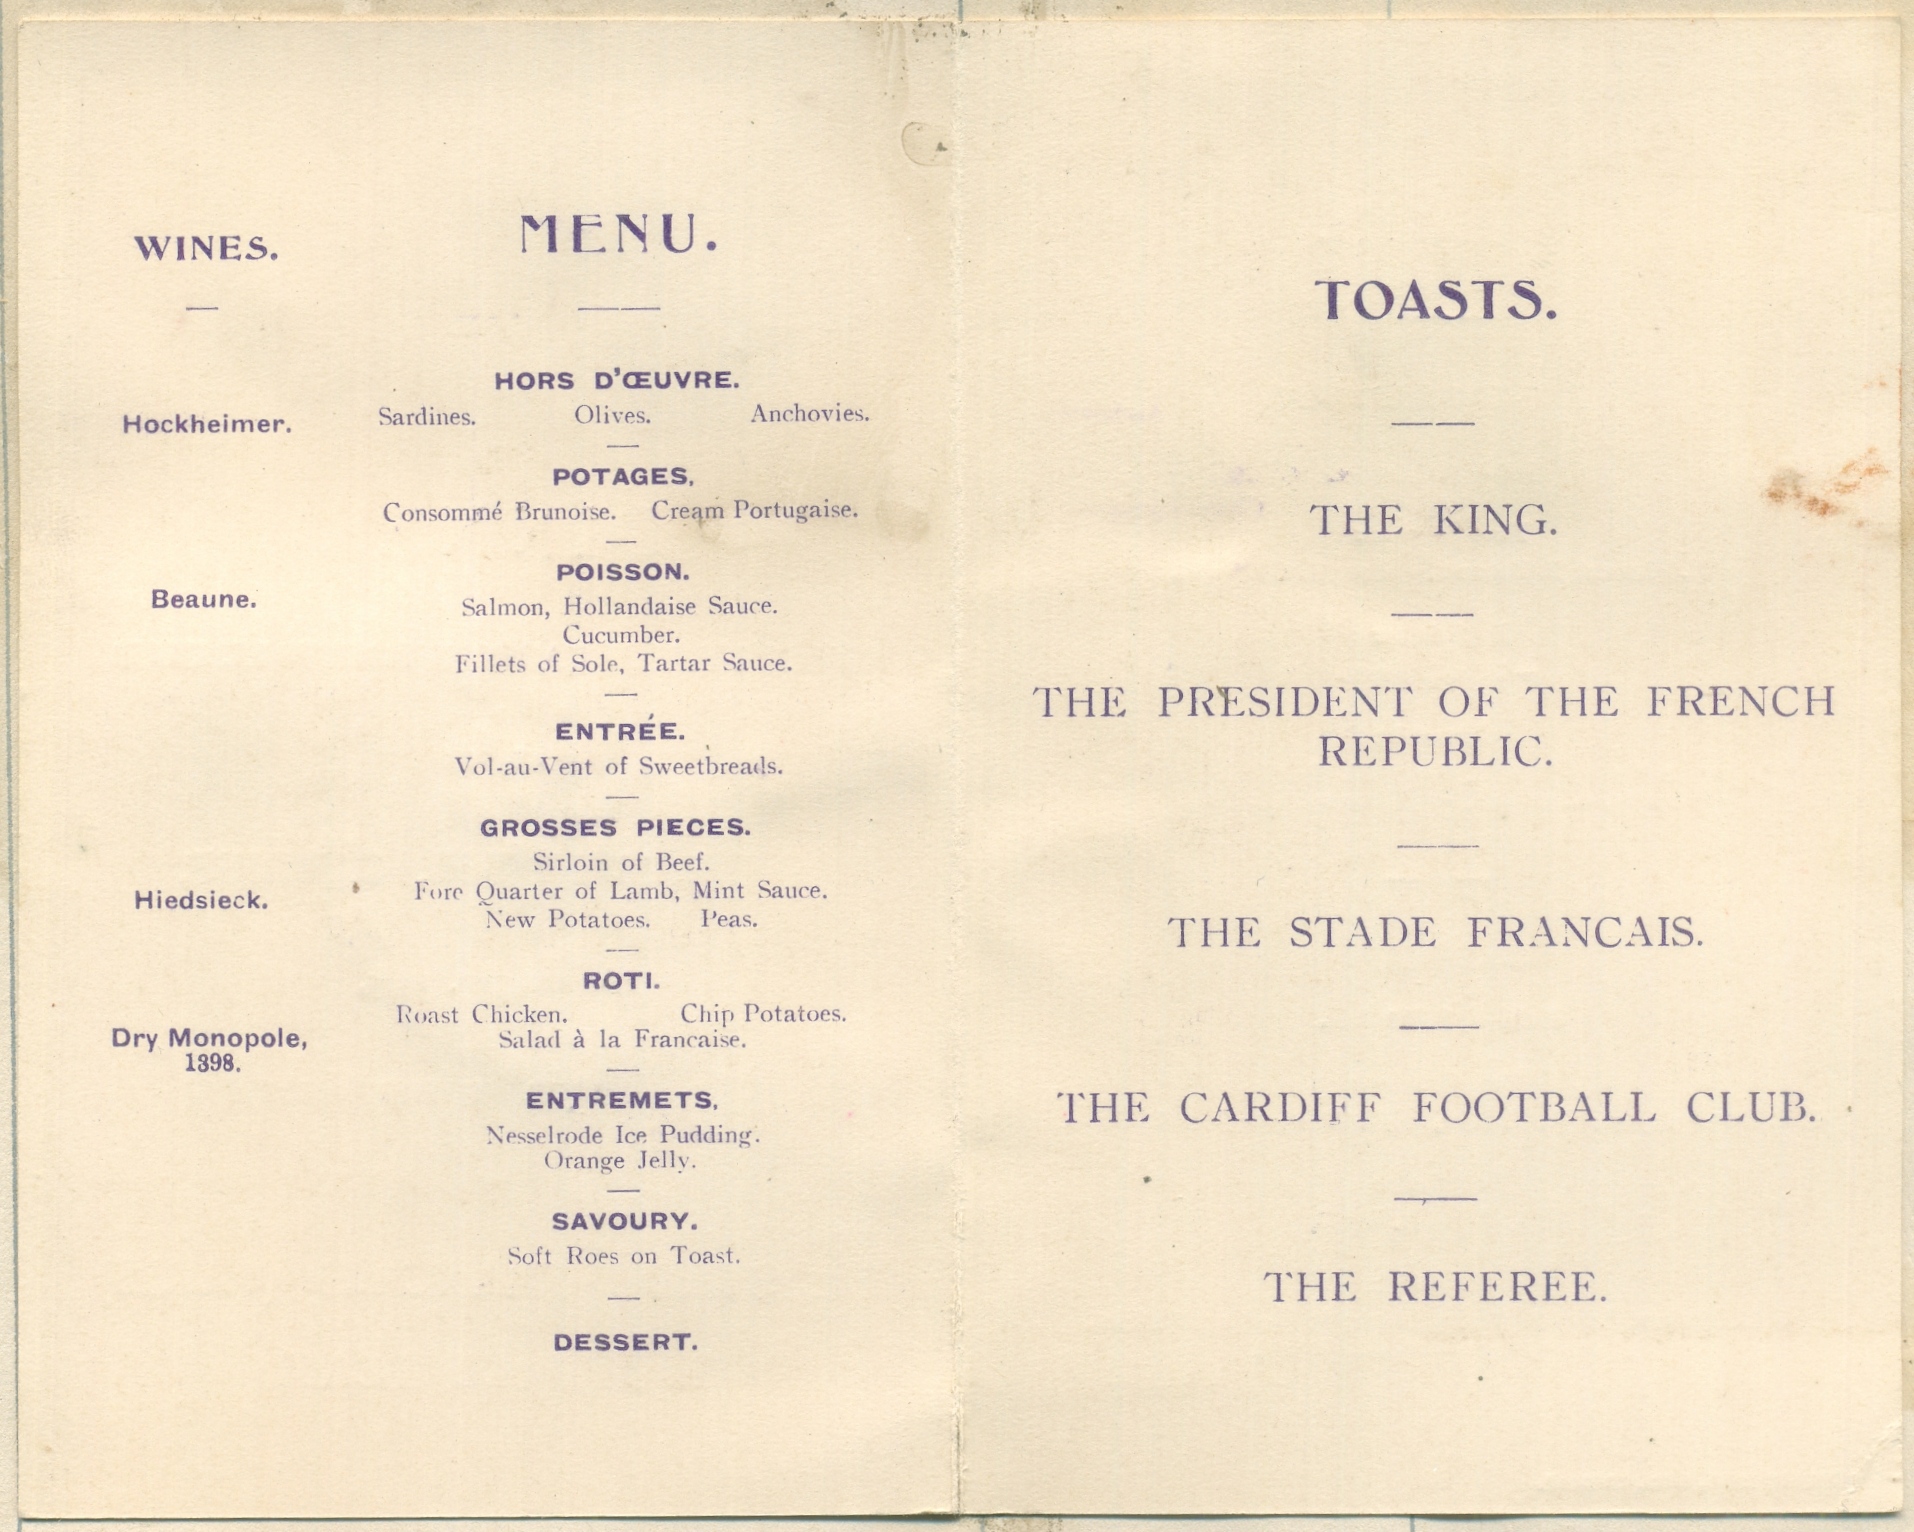 WINES.
Hockheimer.
Beaune.
Hiedsieck.
Dry Monopole,
1398.
MENU.
HORS D'ŒUVRE.
Sardines. Olives. Anchovies.
POTAGES,
Consommé Brunoise. Cream Portugaise.
POISSON.
Salmon, Hollandaise Sauce.
Cucumber.
Fillets of Sole, Tartar Sauce.
ENTRÉE.
Vol-au-Vent of Sweetbreads.
GROSSES PIECES.
Sirloin of Beef.
Fore Quarter of Lamb, Mint Sauce.
New Potatoes. Peas.
ROTI.
Roast Chicken. Chip Potatoes.
Salad à la Francaise.
ENTREMETS,
Nesselrode Ice Pudding.
Orange Jelly.
SAVOURY.
Soft Roes on Toast.
DESSERT.
TOASTS.
THE KING.
THE PRESIDENT OF THE FRENCH
REPUBLIC.
THE STADE FRANCAIS.
THE CARDIFF FOOTBALL CLUB.
THE REFEREE.